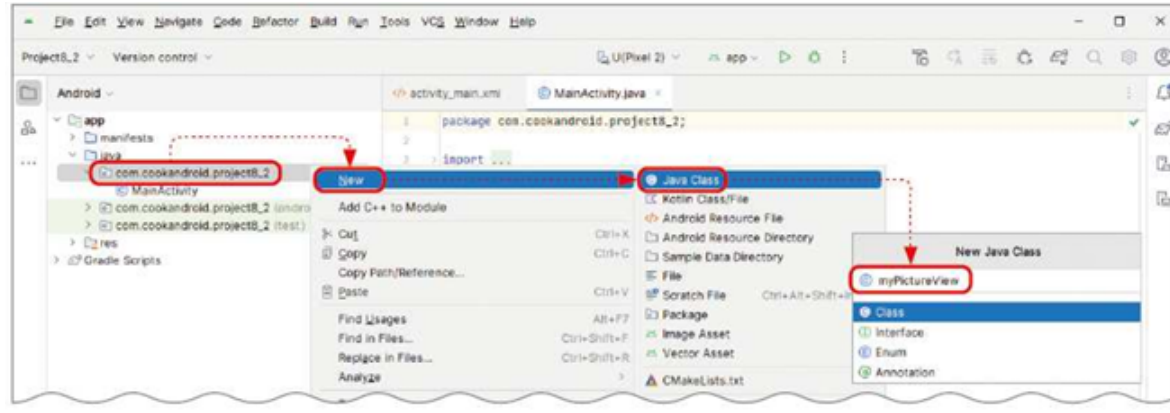 File Edit View Navigate Code Refactor Build Run Tools VCS Window Help
Project8_2 Version control U(Pixel 2) app
Android activity_main.xml MainActivity.java
app
manifests
java
com.cookandroid.project8_2
MainActivity
com.cookandroid.project8_2 (andro
com.cookandroid.project8_2 (test)
res
Gradle Scripts
1 package com.cookandroid.project8_2;
2
3 import ...
New
Add C++ to Module
Cut Ctrl+X
Copy Ctrl+C
Copy Path/Reference...
Paste Ctrl+V
Find Usages Alt+F7
Find in Files... Ctrl+Shift+F
Replace in Files... Ctrl+Shift+R
Analyze
Java Class
Kotlin Class/File
Android Resource File
Android Resource Directory
Sample Data Directory
File
Scratch File Ctrl+Alt+Shift+In
Package
Image Asset
Vector Asset
CMakeLists.txt
New Java Class
myPictureView
Class
Interface
Enum
Annotation